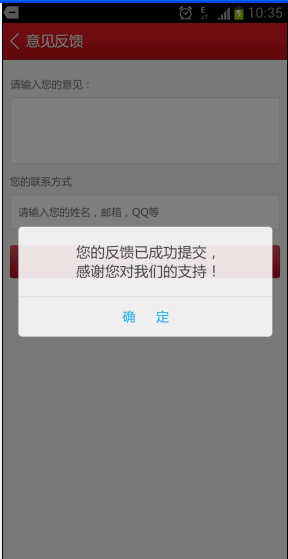 E
10:35
意见反馈
请输入您的意见：
您的联系方式
请输入您的姓名，邮箱，QQ等
您的反馈已成功提交，
感谢您对我们的支持！
确 定